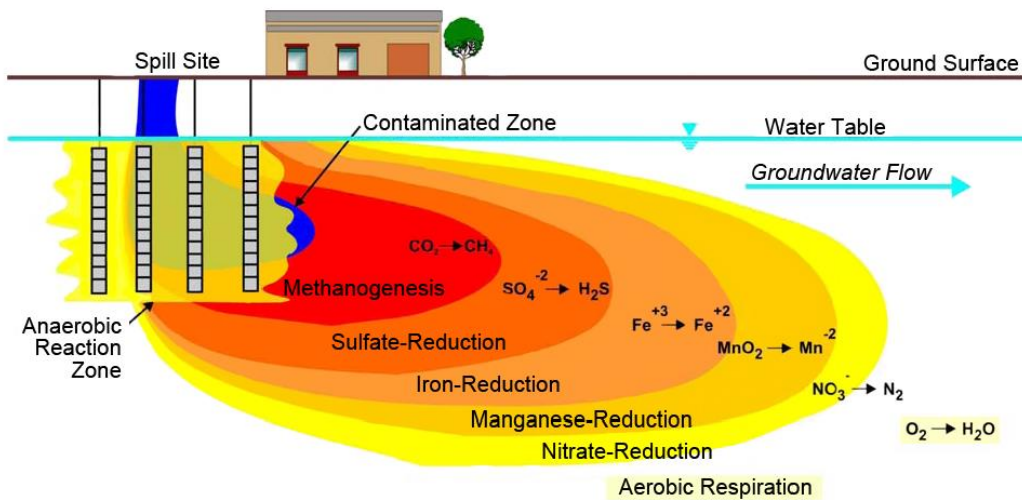 Spill Site
Ground Surface
Contaminated Zone
Water Table
Groundwater Flow
CO₂ → CH₄
Methanogenesis
SO₄⁻² → H₂S
Anaerobic
Reaction
Zone
Fe⁺³ → Fe⁺²
Sulfate-Reduction
MnO₂ → Mn⁻²
Iron-Reduction
NO₃⁻ → N₂
Manganese-Reduction
O₂ → H₂O
Nitrate-Reduction
Aerobic Respiration